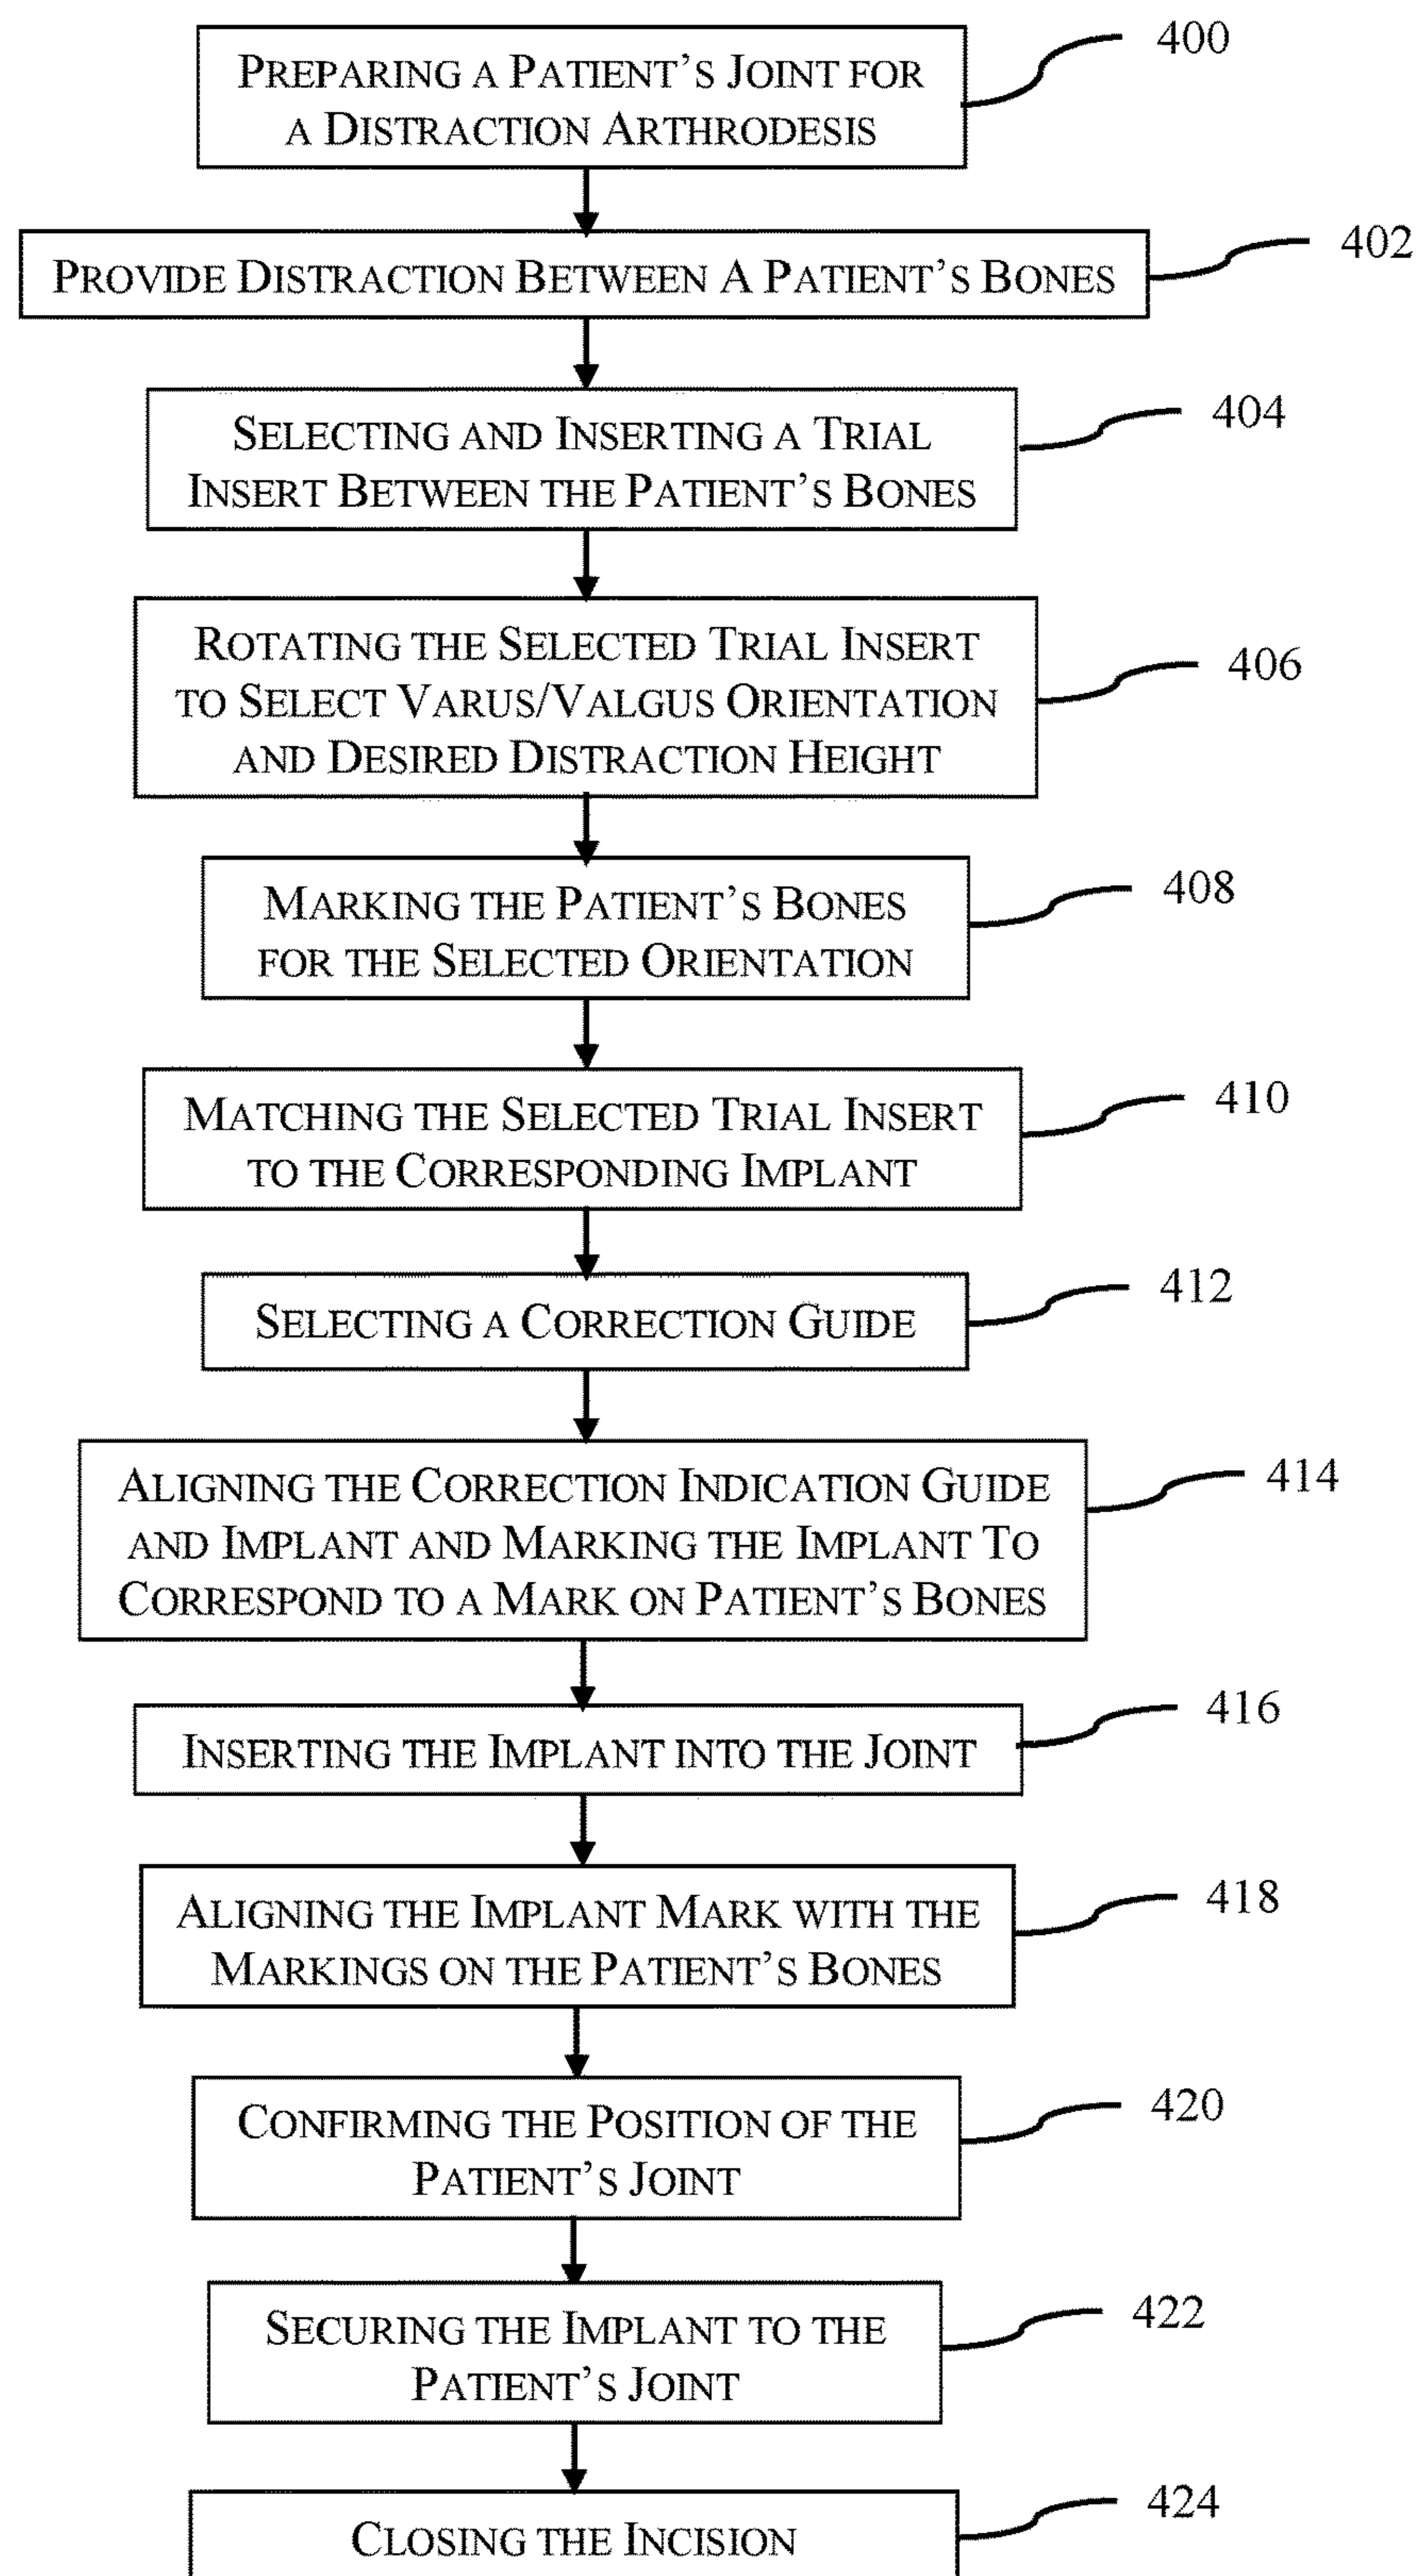 PREPARING A PATIENT'S JOINT FOR
A DISTRACTION ARTHRODESIS
400
PROVIDE DISTRACTION BETWEEN A PATIENT'S BONES
402
SELECTING AND INSERTING A TRIAL
INSERT BETWEEN THE PATIENT'S BONES
404
ROTATING THE SELECTED TRIAL INSERT
TO SELECT VARUS/VALGUS ORIENTATION
AND DESIRED DISTRACTION HEIGHT
406
MARKING THE PATIENT'S BONES
FOR THE SELECTED ORIENTATION
408
MATCHING THE SELECTED TRIAL INSERT
TO THE CORRESPONDING IMPLANT
410
SELECTING A CORRECTION GUIDE
412
ALIGNING THE CORRECTION INDICATION GUIDE
AND IMPLANT AND MARKING THE IMPLANT TO
CORRESPOND TO A MARK ON PATIENT'S BONES
414
INSERTING THE IMPLANT INTO THE JOINT
416
ALIGNING THE IMPLANT MARK WITH THE
MARKINGS ON THE PATIENT'S BONES
418
CONFIRMING THE POSITION OF THE
PATIENT'S JOINT
420
SECURING THE IMPLANT TO THE
PATIENT'S JOINT
422
CLOSING THE INCISION
424